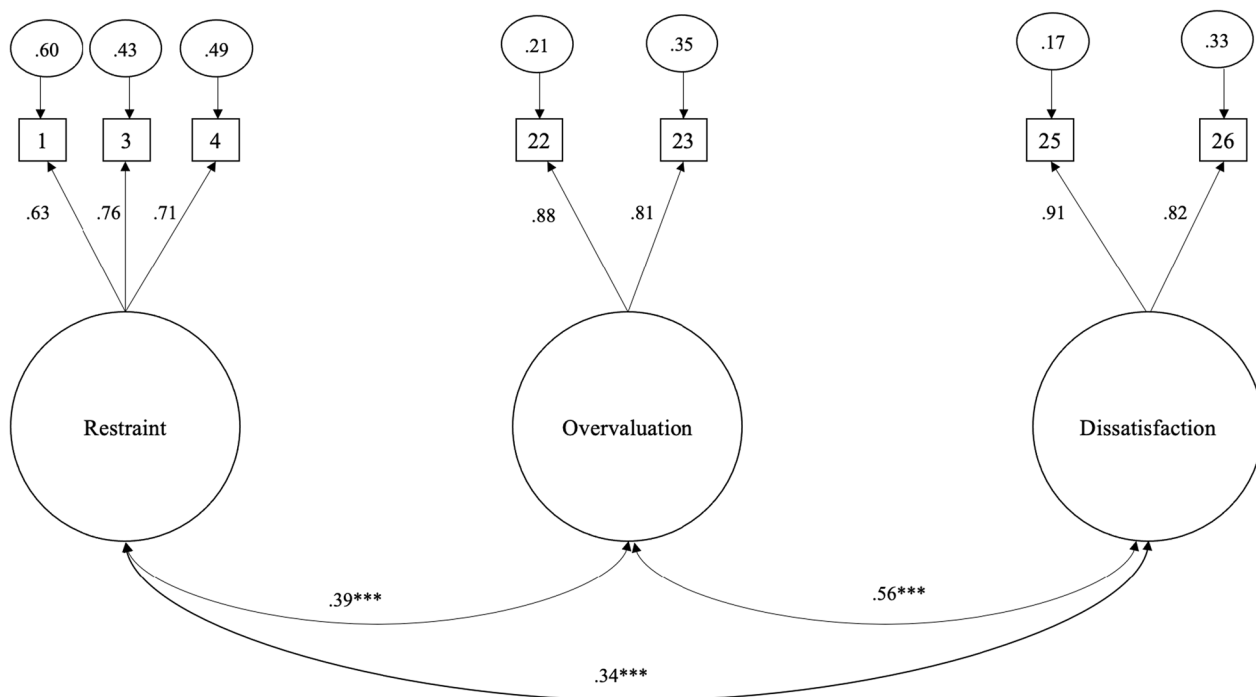 .60 .43 .49 .21 .35 .17 .33
1 3 4 22 23 25 26
.63 .76 .71 .88 .81 .91 .82
Restraint Overvaluation Dissatisfaction
.39*** .56***
.34***